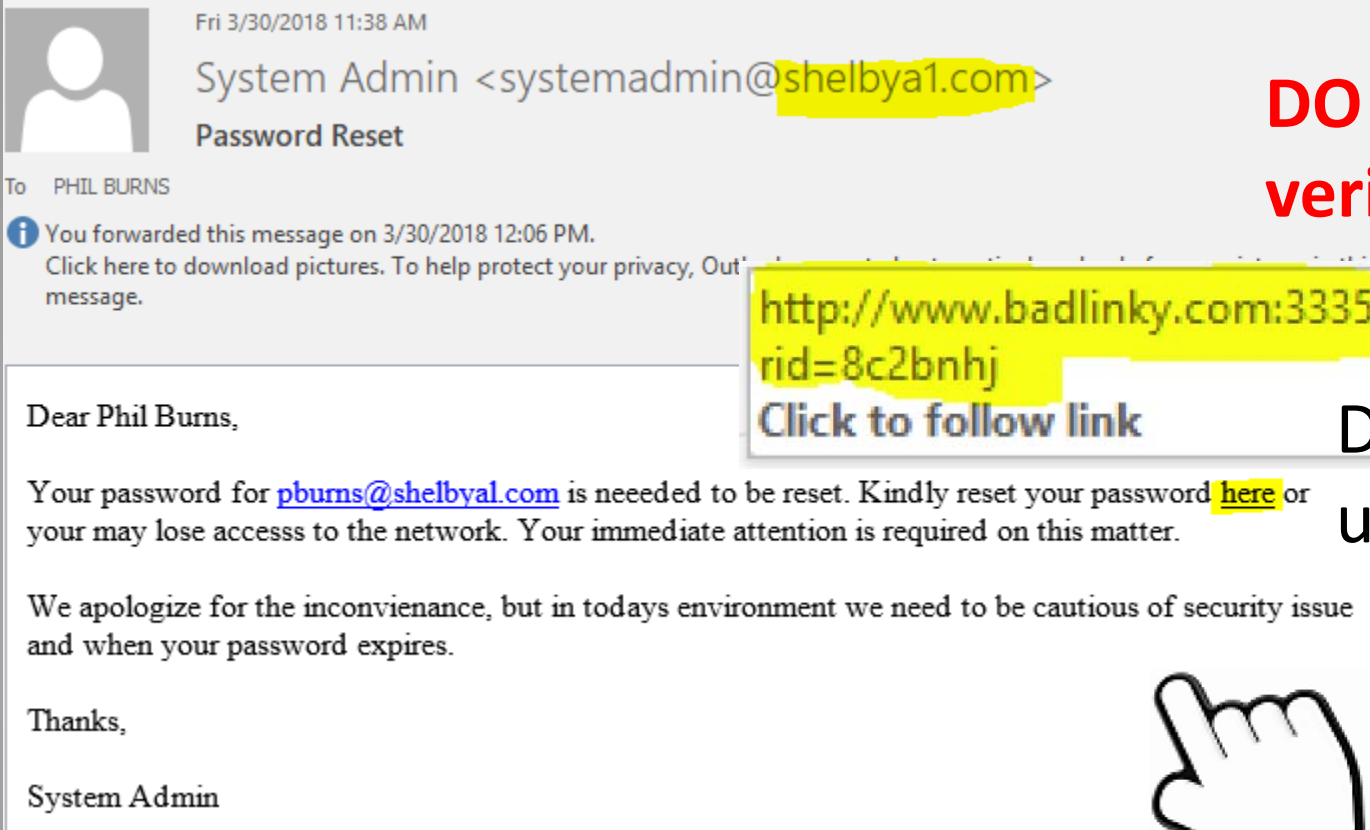 Fri 3/30/2018 11:38 AM
System Admin <systemadmin@shelbya1.com>
Password Reset
To PHIL BURNS
You forwarded this message on 3/30/2018 12:06 PM.
Click here to download pictures. To help protect your privacy,
message.
DO
http://www.badlinky.com:3335
rid=8c2bnhj
Click to follow link
Dear Phil Burns,
Your password for pburns@shelbyal.com is neeeded to be reset. Kindly reset your password here or
your may lose accesss to the network. Your immediate attention is required on this matter.
We apologize for the inconvienance, but in todays environment we need to be cautious of security issue
and when your password expires.
Thanks,
System Admin